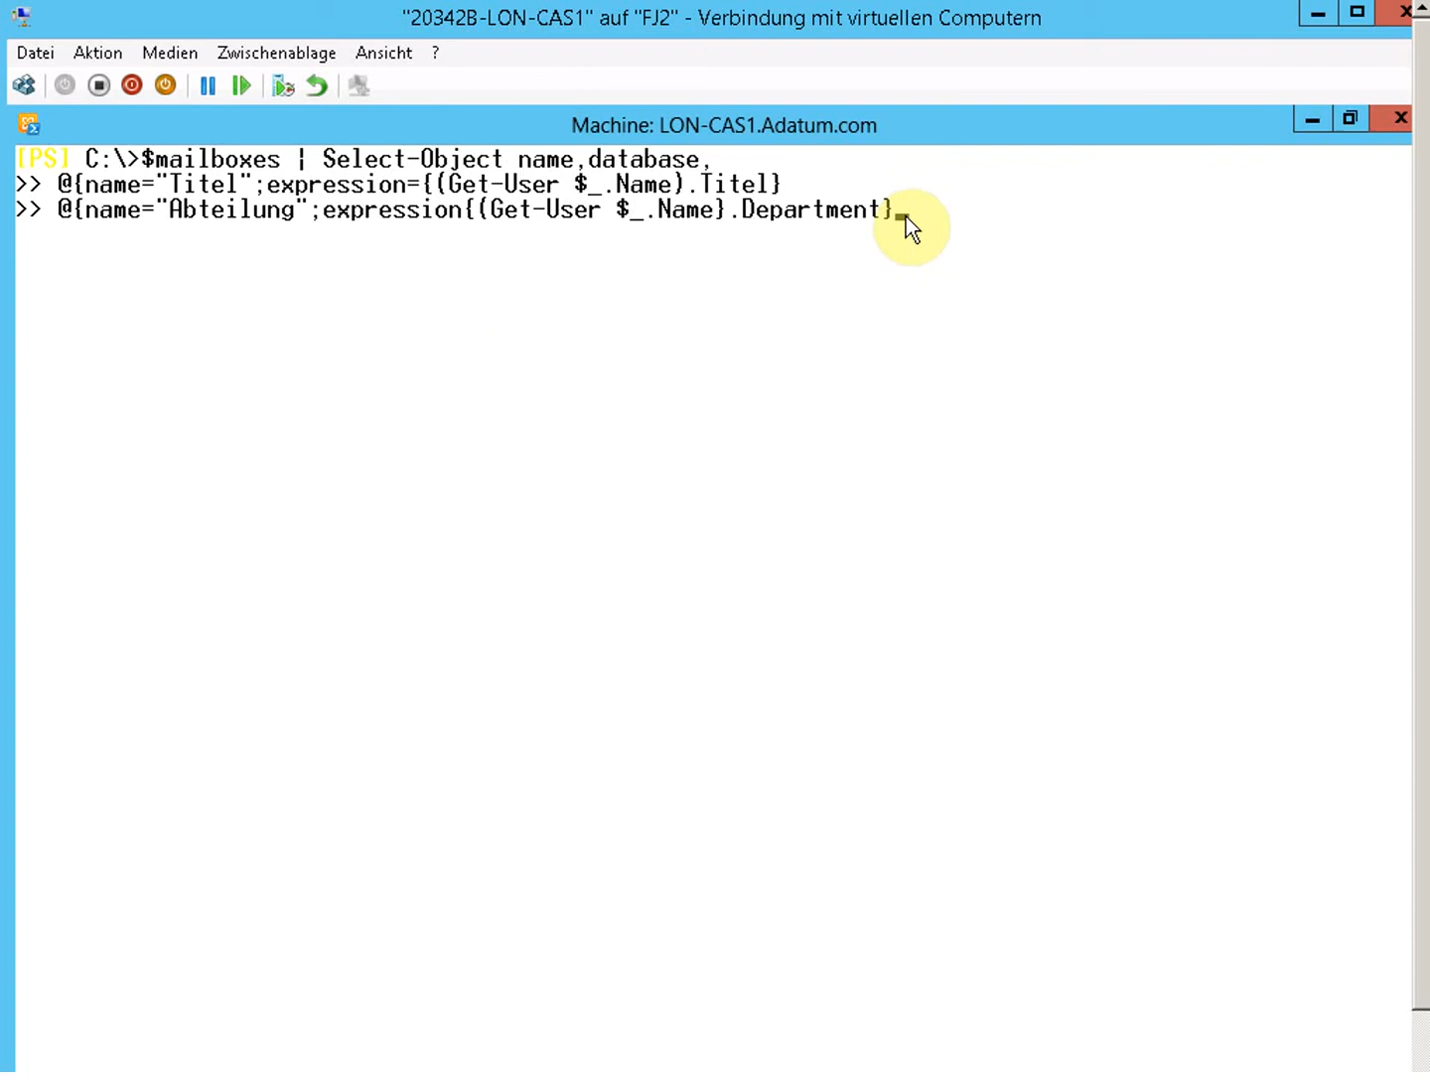 "20342B-LON-CAS1" auf "FJ2" - Verbindung mit virtuellen Computern
Datei Aktion Medien Zwischenablage Ansicht ?
Machine: LON-CAS1.Adatum.com
[PS] C:\>$mailboxes | Select-Object name,database,
>> @{name="Titel";expression={(Get-User $_.Name).Titel}
>> @{name="Abteilung";expression{(Get-User $_.Name}.Department}